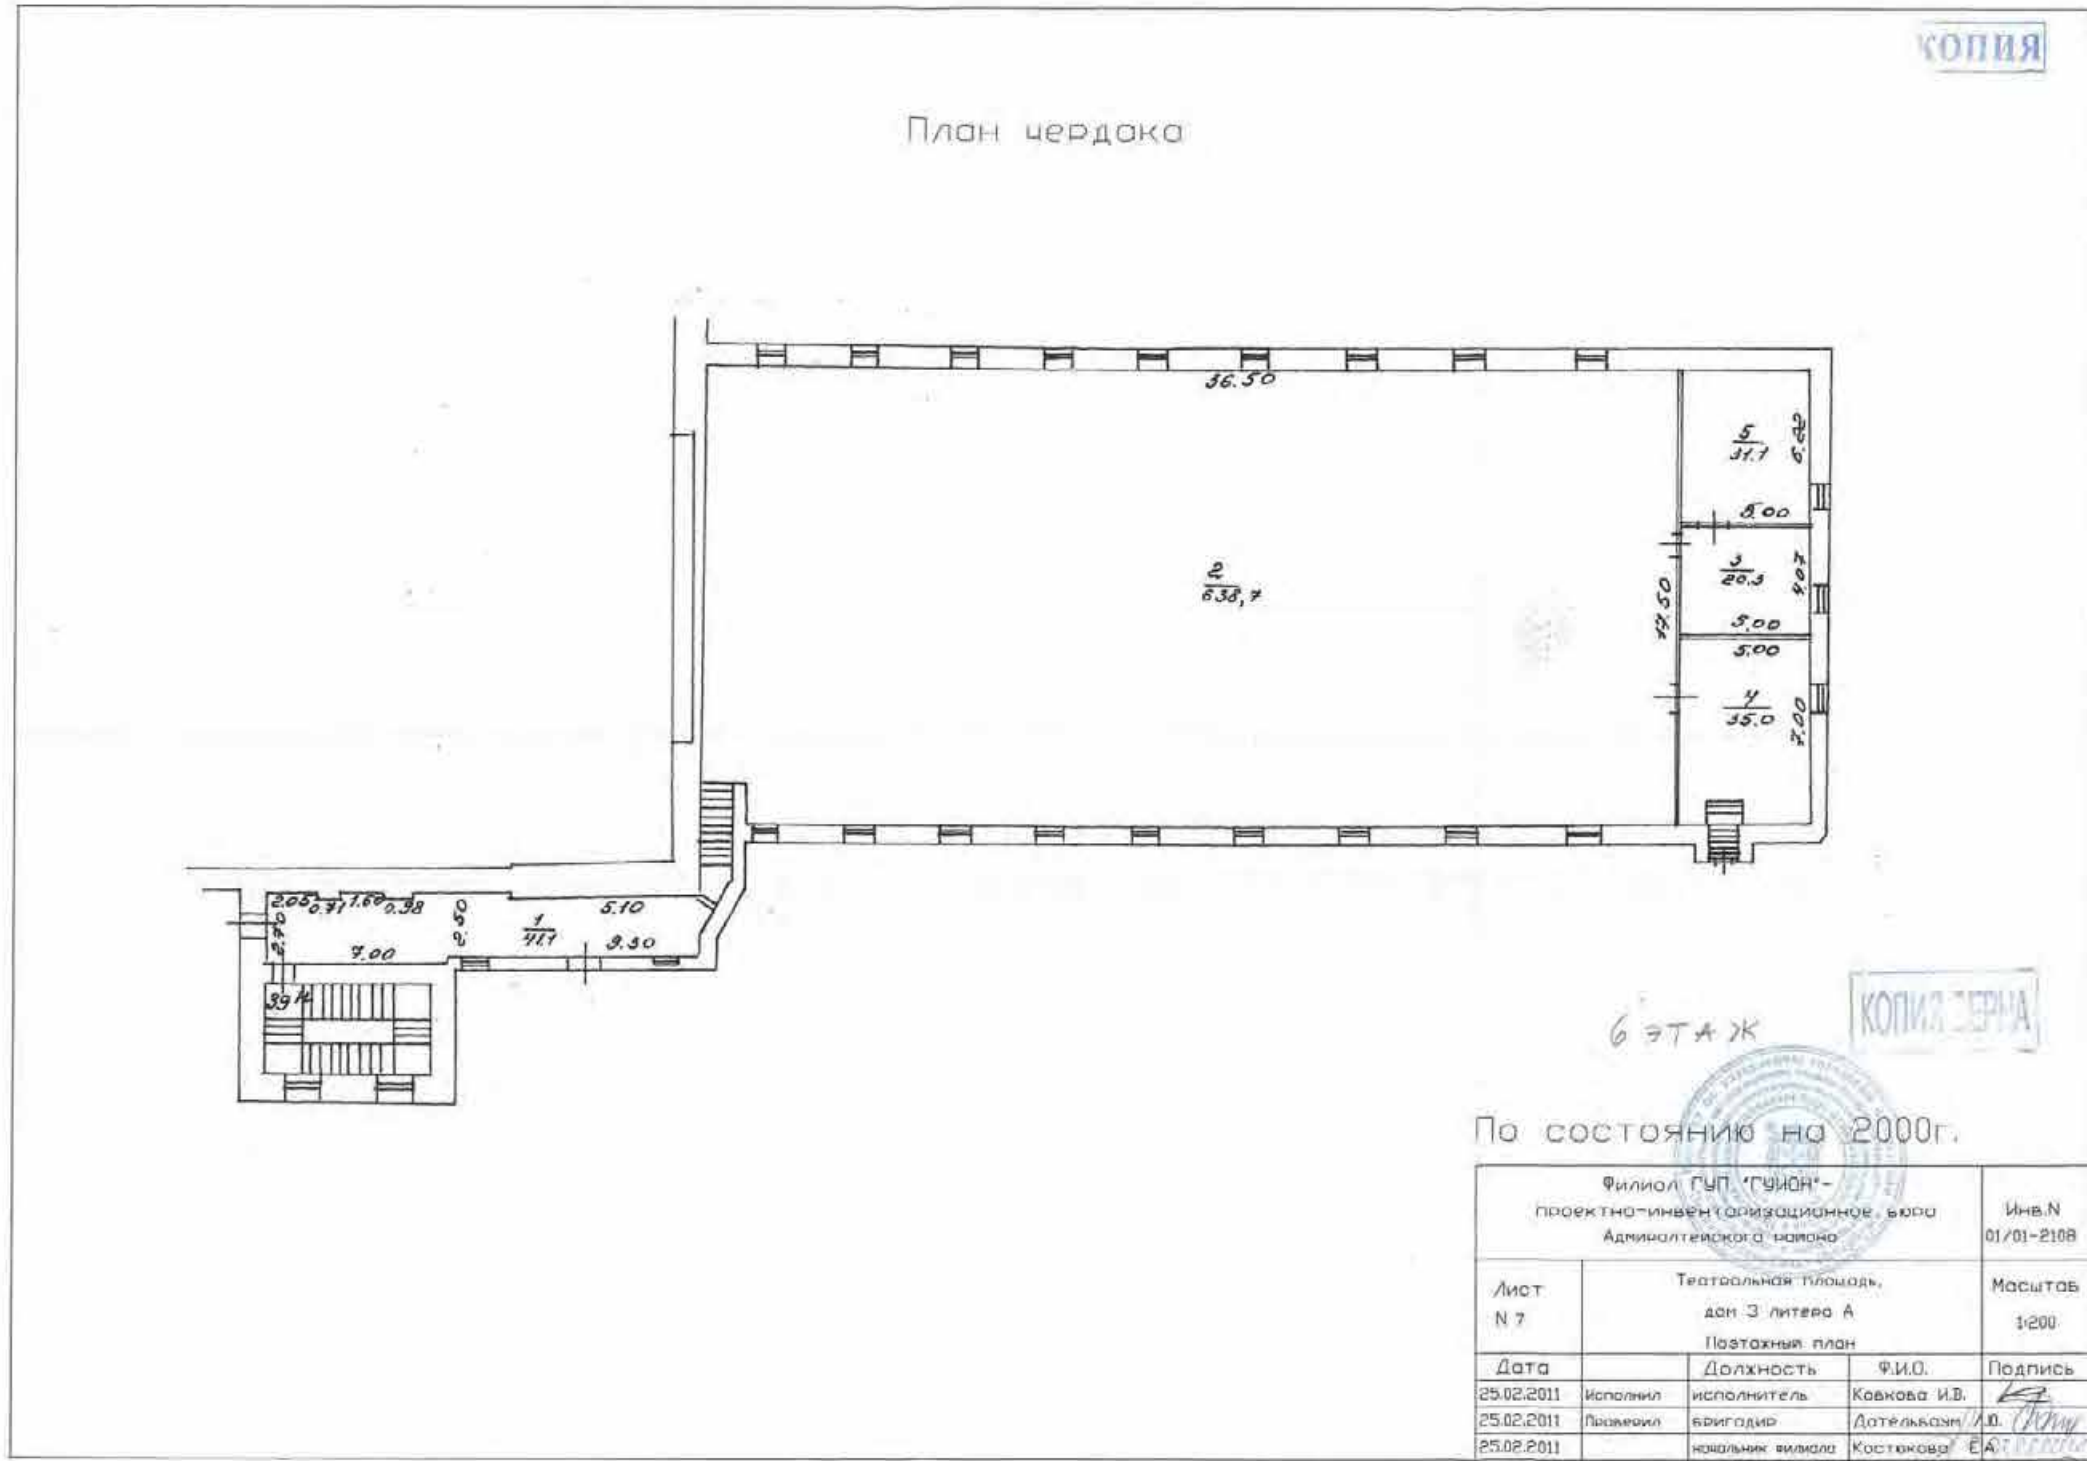 КОПИЯ
План чердака
36.50
5
31.1
5.00
3
20.3
4.07
17.50
5.00
5.00
4
35.0
7.00
2
638,7
2.05 0.71 1.60 0.98
2.70
2.50
1
41.1
5.10
9.30
7.00
39
6 ЭТАЖ
КОПИЯ ВЕРНА
По состоянию на 2000г.
Филиал ГУП "ГУИОН"-
проектно-инвентаризационное бюро
Адмиралтейского района
Инв.N
01/01-2108
Лист
N 7
Театральная площадь,
дом 3 литера А
Поэтажный план
Масштаб
1:200
Дата Должность Ф.И.О. Подпись
25.02.2011 Исполнил исполнитель Ковкова И.В.
25.02.2011 Проверил бригадир
25.02.2011 начальник филиала Костюкова Е.А.